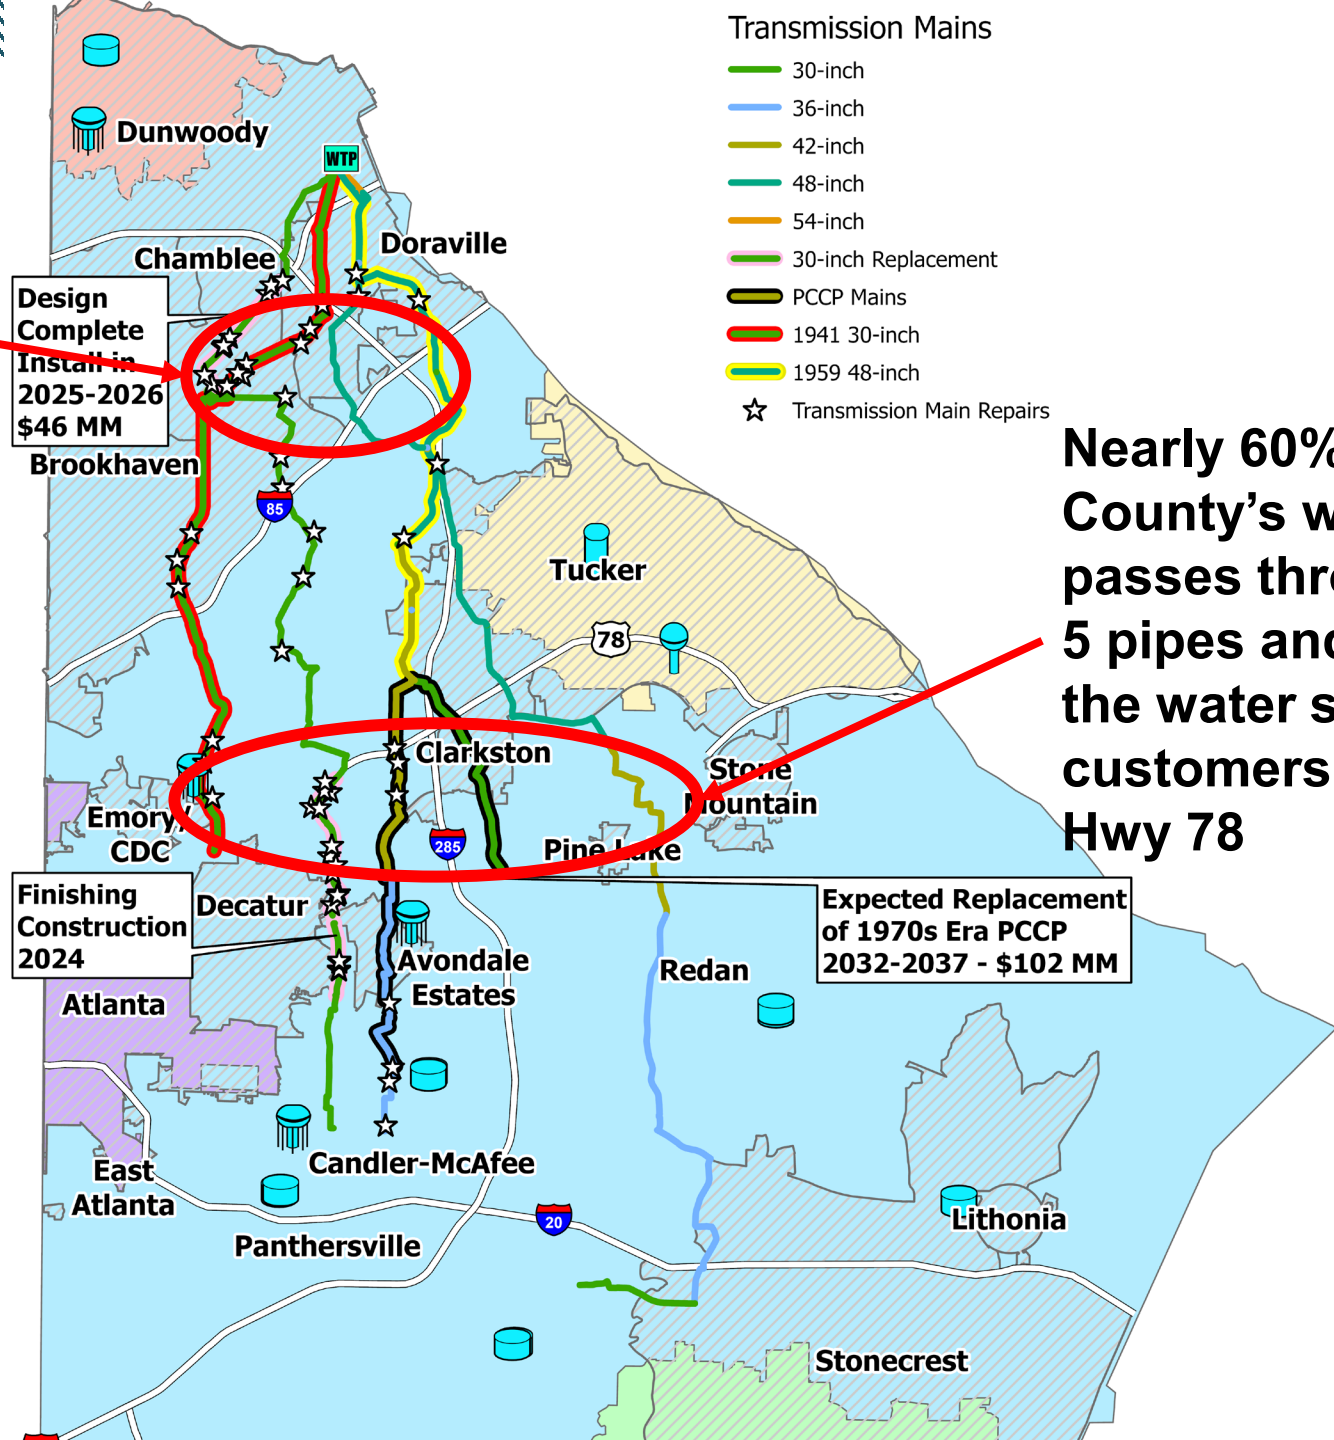 Transmission Mains
30-inch
36-inch
42-inch
48-inch
54-inch
30-inch Replacement
PCCP Mains
1941 30-inch
1959 48-inch
Transmission Main Repairs
Dunwoody
WTP
Doraville
Chamblee
Design
Complete
Install in
2025-2026
$46 MM
Brookhaven
85
Tucker
78
Nearly 60%
County's w
passes thr
5 pipes and
the water s
customers
Hwy 78
Clarkston
Stone
Mountain
Emory/
CDC
285
Pine Lake
Finishing
Construction
2024
Decatur
Expected Replacement
of 1970s Era PCCP
2032-2037 - $102 MM
Avondale
Estates
Redan
Atlanta
East
Atlanta
Candler-McAfee
Lithonia
20
Panthersville
Stonecrest